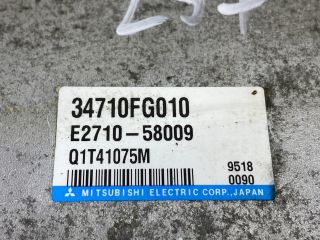 34710FG010
E2710-58009
Q1T41075M
9518
0090
MITSUBISHI ELECTRIC CORP., JAPAN